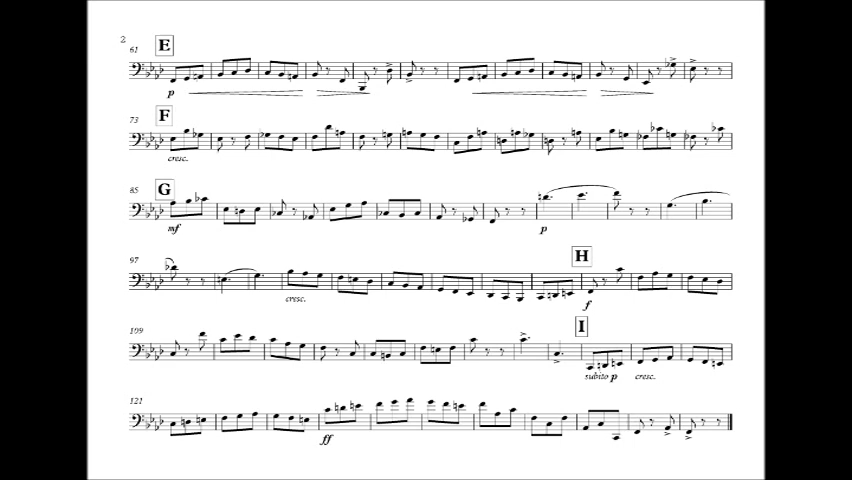 2
61 E
p
73 F
cresc.
85 G
mf p
97 H
cresc. f
109 I
subito p cresc.
121
ff